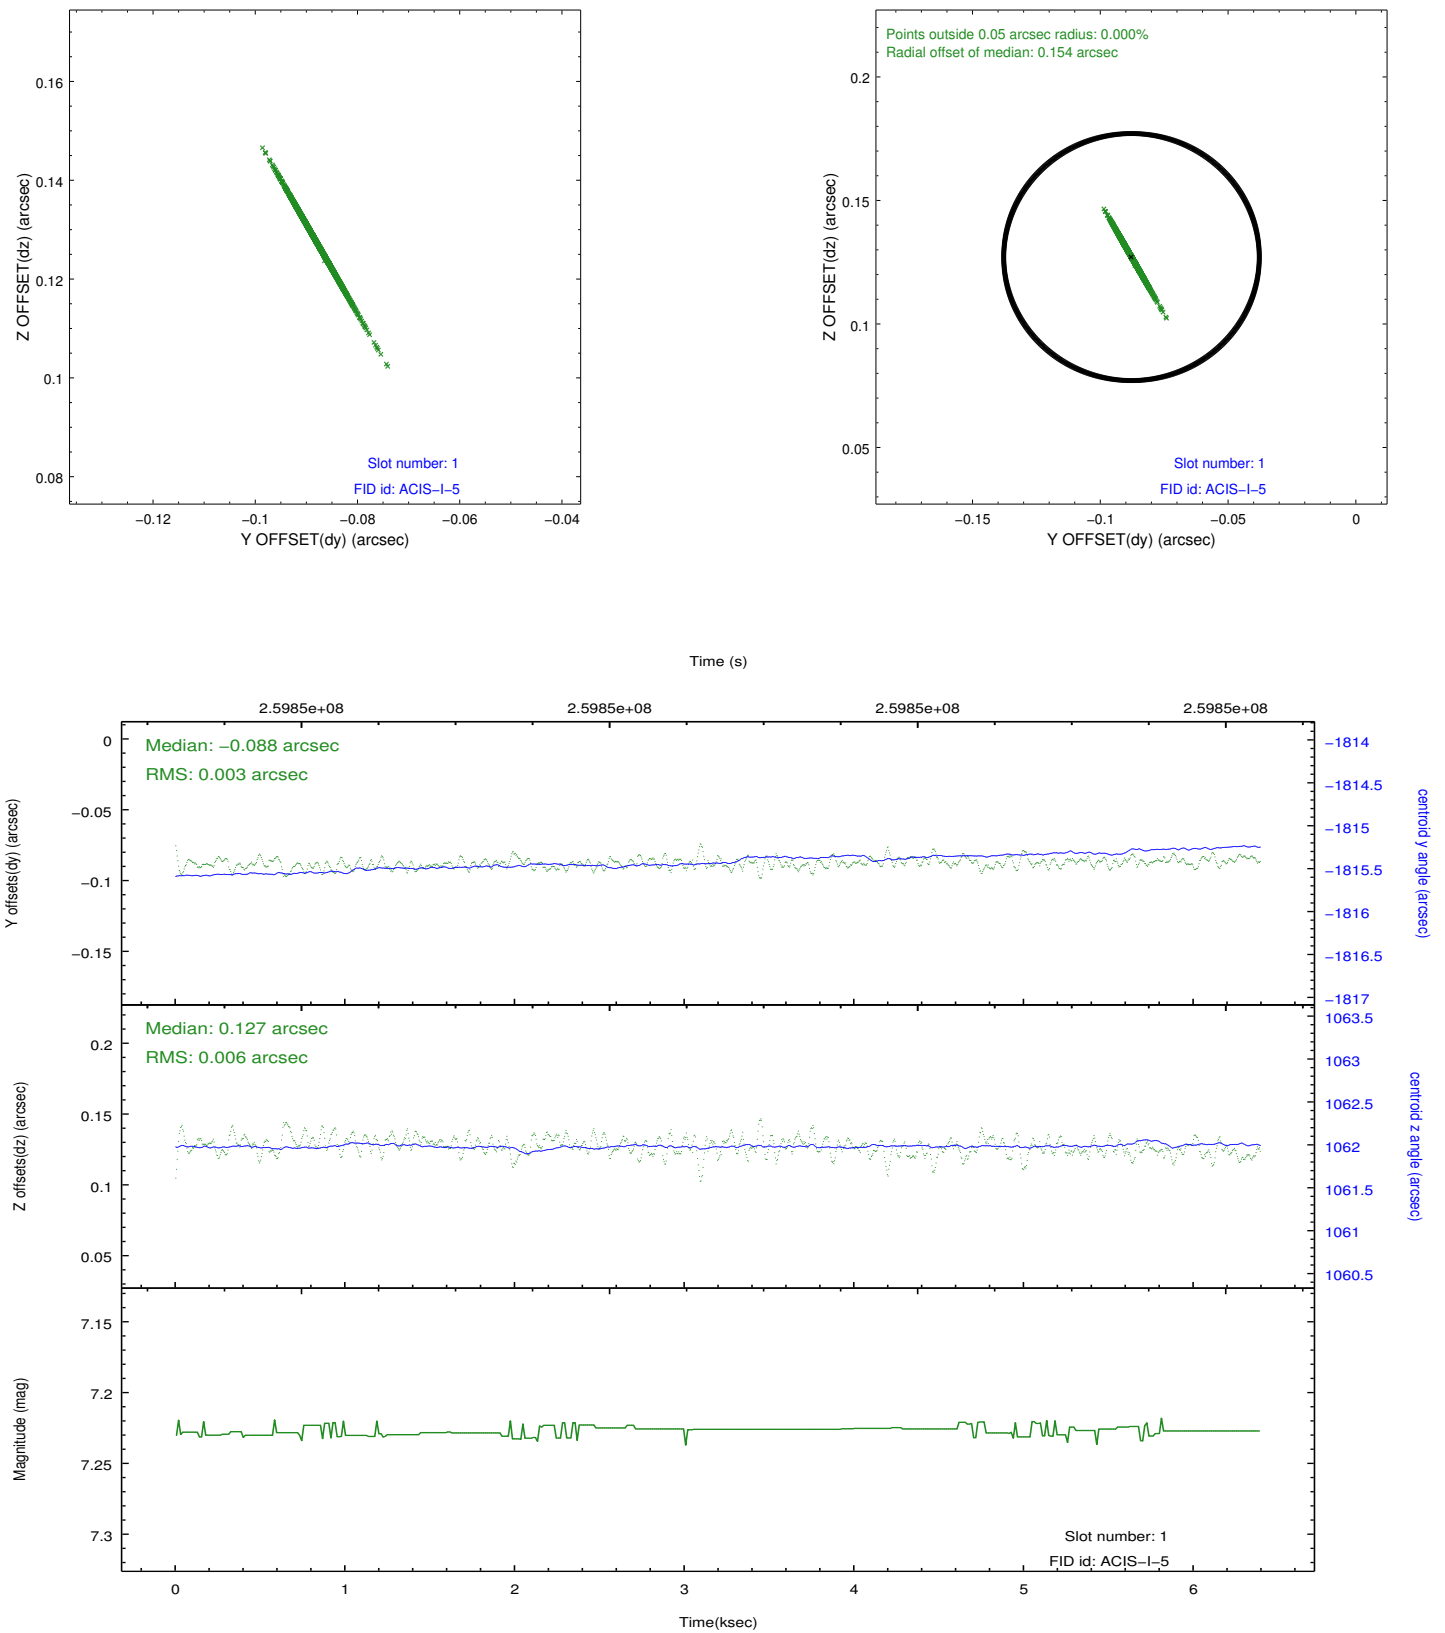 0.16
0.14
0.12
0.1
0.08
Z OFFSET(dz) (arcsec)
Slot number: 1
FID id: ACIS−I−5
−0.12
−0.1
−0.08
−0.06
−0.04
Y OFFSET(dy) (arcsec)
Points outside 0.05 arcsec radius: 0.000%
Radial offset of median: 0.154 arcsec
0.2
0.15
0.1
0.05
Z OFFSET(dz) (arcsec)
Slot number: 1
FID id: ACIS−I−5
−0.15
−0.1
−0.05
0
Y OFFSET(dy) (arcsec)
Time (s)
2.5985e+08
2.5985e+08
2.5985e+08
2.5985e+08
Median: −0.088 arcsec
RMS: 0.003 arcsec
0
−0.05
−0.1
−0.15
Y offsets(dy) (arcsec)
−1814
−1814.5
−1815
−1815.5
−1816
−1816.5
−1817
centroid y angle (arcsec)
Median: 0.127 arcsec
RMS: 0.006 arcsec
0.2
0.15
0.1
0.05
Z offsets(dz) (arcsec)
1063.5
1063
1062.5
1062
1061.5
1061
1060.5
centroid z angle (arcsec)
7.15
7.2
7.25
7.3
Magnitude (mag)
Slot number: 1
FID id: ACIS−I−5
0
1
2
3
4
5
6
Time(ksec)